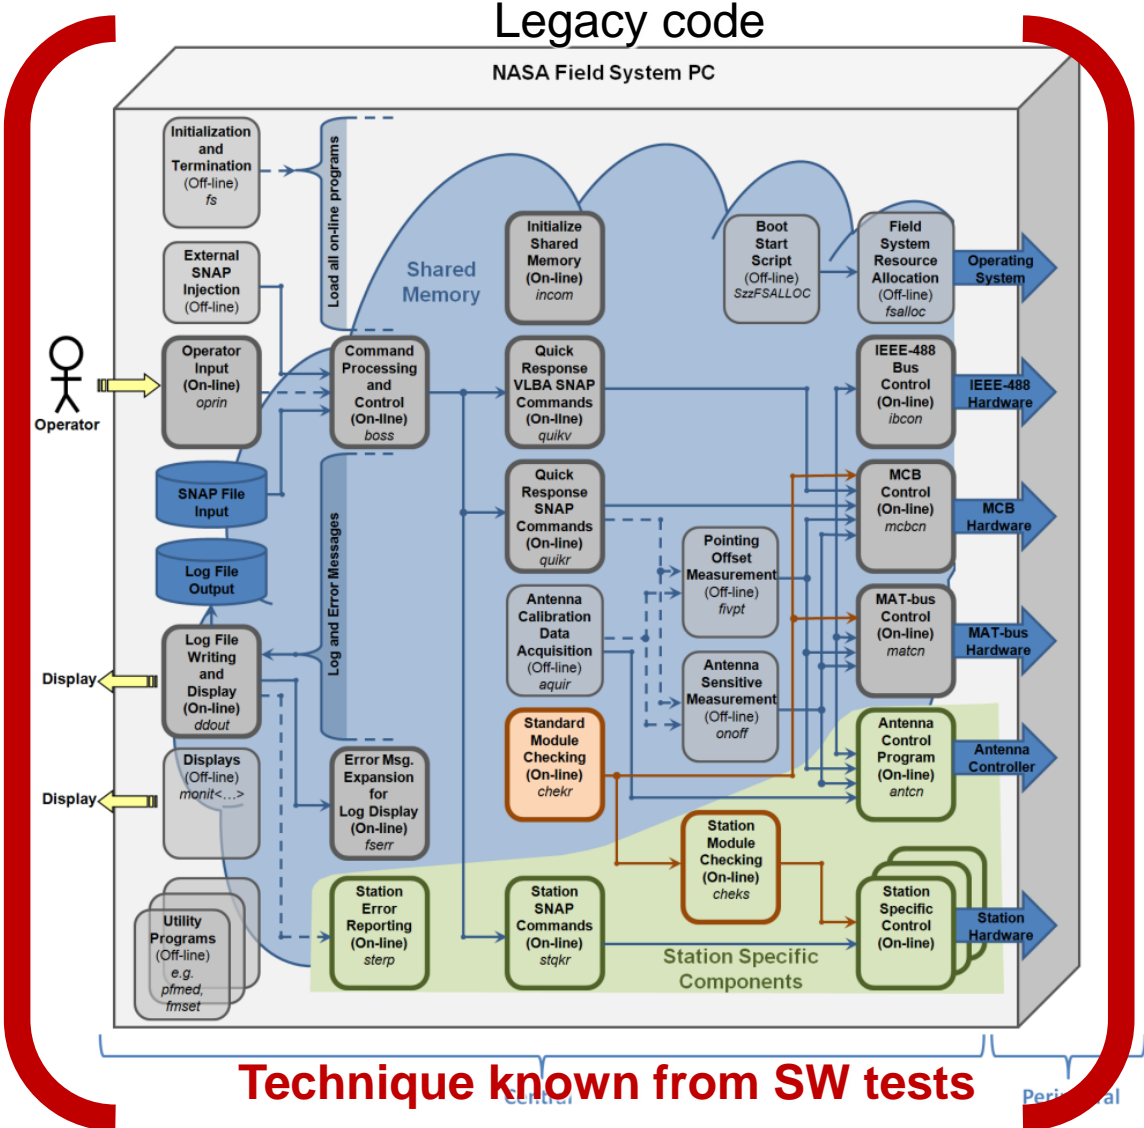 Legacy code
NASA Field System PC
Initialization
and
Termination
(Off-line)
fs
Load all on-line programs
External
SNAP
Injection
(Off-line)
Shared
Memory
Initialize
Shared
Memory
(On-line)
incom
Boot
Start
Script
(Off-line)
SzzFSALLOC
Field
System
Resource
Allocation
(Off-line)
fsalloc
Operating
System
Operator
Operator
Input
(On-line)
oprin
Command
Processing
and
Control
(On-line)
boss
Quick
Response
VLBA SNAP
Commands
(On-line)
quikv
IEEE-488
Bus
Control
(On-line)
ibcon
IEEE-488
Hardware
SNAP File
Input
Log File
Output
Log and Error Messages
Quick
Response
SNAP
Commands
(On-line)
quikr
Pointing
Offset
Measurement
(Off-line)
fivpt
MCB
Control
(On-line)
mcbcn
MCB
Hardware
Display
Log File
Writing
and
Display
(On-line)
ddout
Antenna
Calibration
Data
Acquisition
(Off-line)
aquir
Antenna
Sensitive
Measurement
(Off-line)
onoff
MAT-bus
Control
(On-line)
matcn
MAT-bus
Hardware
Display
Displays
(Off-line)
monit<...>
Error Msg.
Expansion
for
Log Display
(On-line)
fserr
Standard
Module
Checking
(On-line)
chekr
Antenna
Control
Program
(On-line)
antcn
Antenna
Controller
Station
Module
Checking
(On-line)
cheks
Utility
Programs
(Off-line)
e.g.
pfmed,
fmset
Station
Error
Reporting
(On-line)
sterp
Station
SNAP
Commands
(On-line)
stqkr
Station Specific
Components
Station
Specific
Control
(On-line)
Station
Hardware
Technique known from SW tests
Central
Peripheral